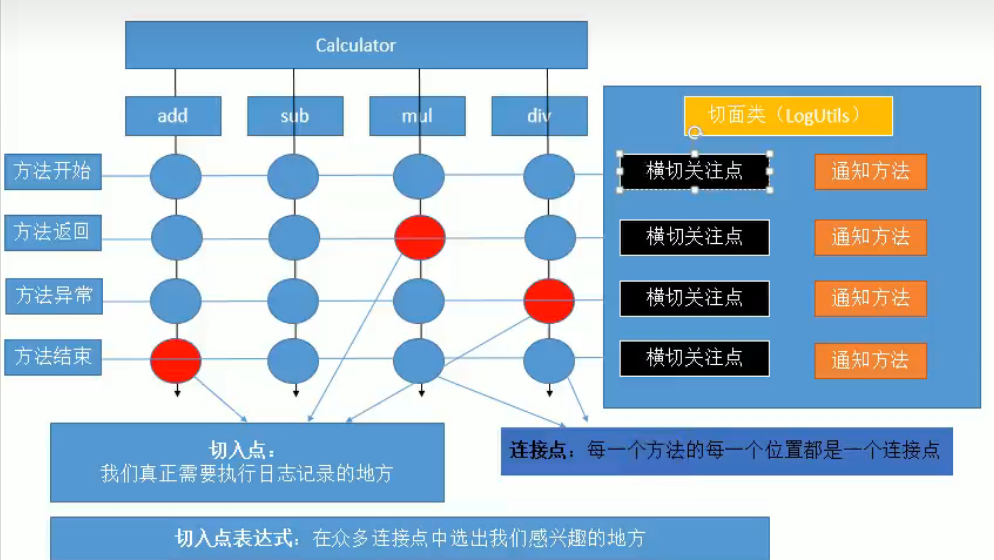 Calculator
add
sub
mul
div
切面类（LogUtils）
方法开始
横切关注点
通知方法
方法返回
横切关注点
通知方法
方法异常
横切关注点
通知方法
方法结束
横切关注点
通知方法
切入点：
我们真正需要执行日志记录的地方
连接点：每一个方法的每一个位置都是一个连接点
切入点表达式：在众多连接点中选出我们感兴趣的地方